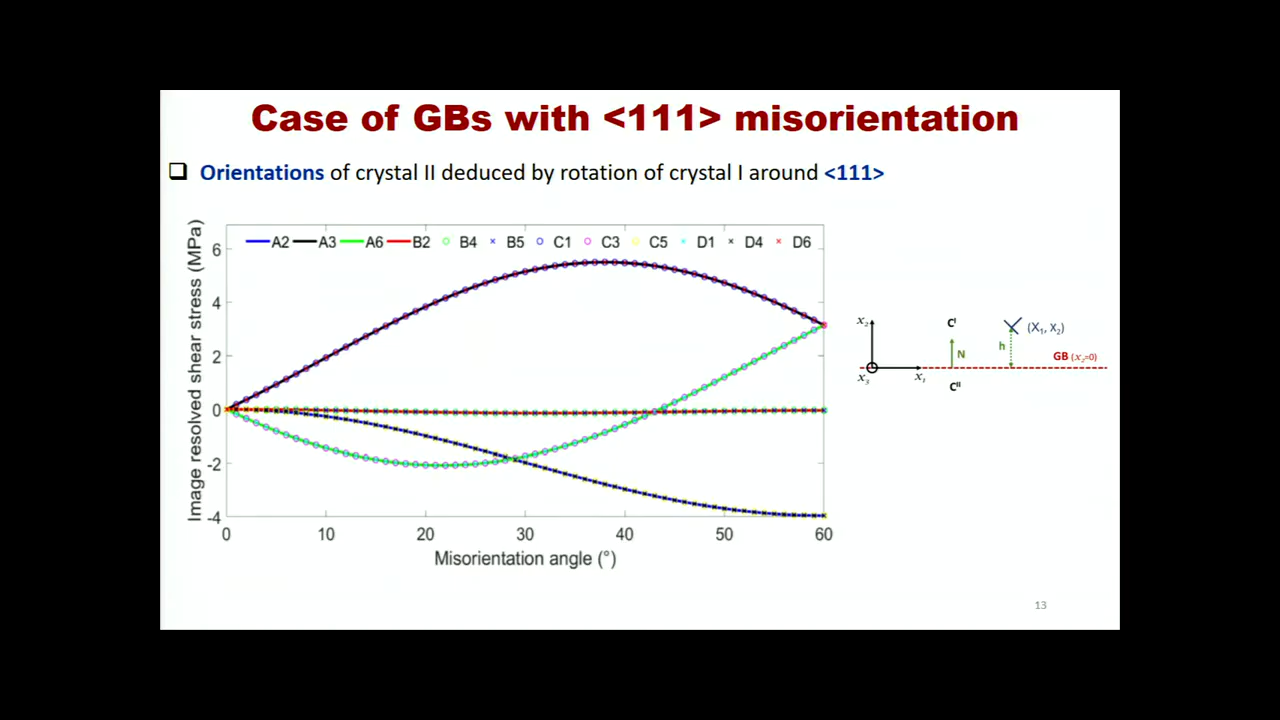 Case of GBs with <111> misorientation
Orientations of crystal II deduced by rotation of crystal I around <111>
A2 A3 A6 B2 B4 B5 C1 C3 C5 D1 D4 D6
Image resolved shear stress (MPa)
6
4
2
0
-2
-4
0 10 20 30 40 50 60
Misorientation angle (°)
x₂
Cᴵ
(X₁, X₂)
h
N
GB (x₂=0)
x₃
x₁
Cᴵᴵ
13